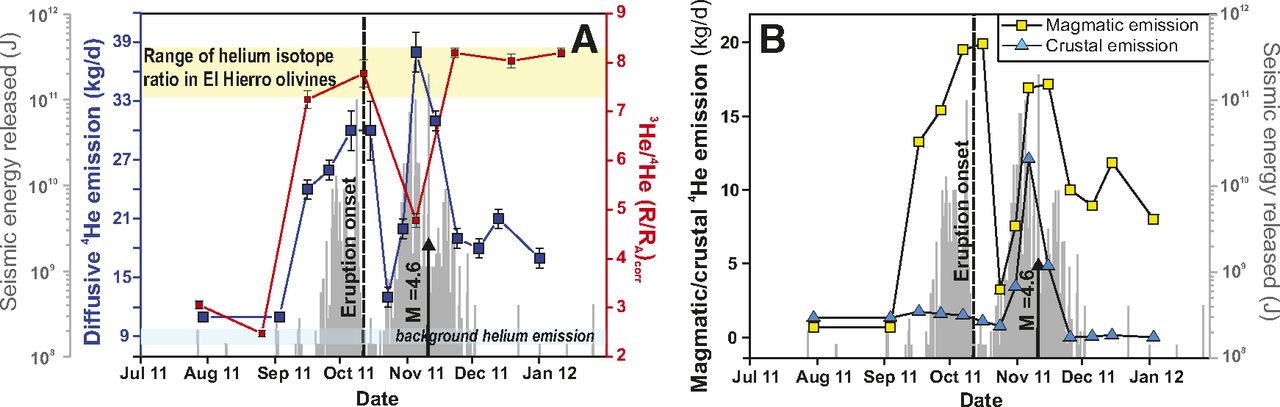 A
Seismic energy released (J)
10¹²
10¹¹
10¹⁰
10⁹
10⁸
Diffusive ⁴He emission (kg/d)
39
33
27
21
15
9
Range of helium isotope
ratio in El Hierro olivines
Eruption onset
M =4.6
background helium emission
9
8
7
6
5
4
3
2
³He/⁴He (R/R_A)corr
Jul 11 Aug 11 Sep 11 Oct 11 Nov 11 Dec 11 Jan 12
Date
B
Magmatic/crustal ⁴He emission (kg/d)
20
15
10
5
0
Magmatic emission
Crustal emission
Eruption onset
M =4.6
10¹²
10¹¹
10¹⁰
10⁹
10⁸
Seismic energy released (J)
Jul 11 Aug 11 Sep 11 Oct 11 Nov 11 Dec 11 Jan 12
Date